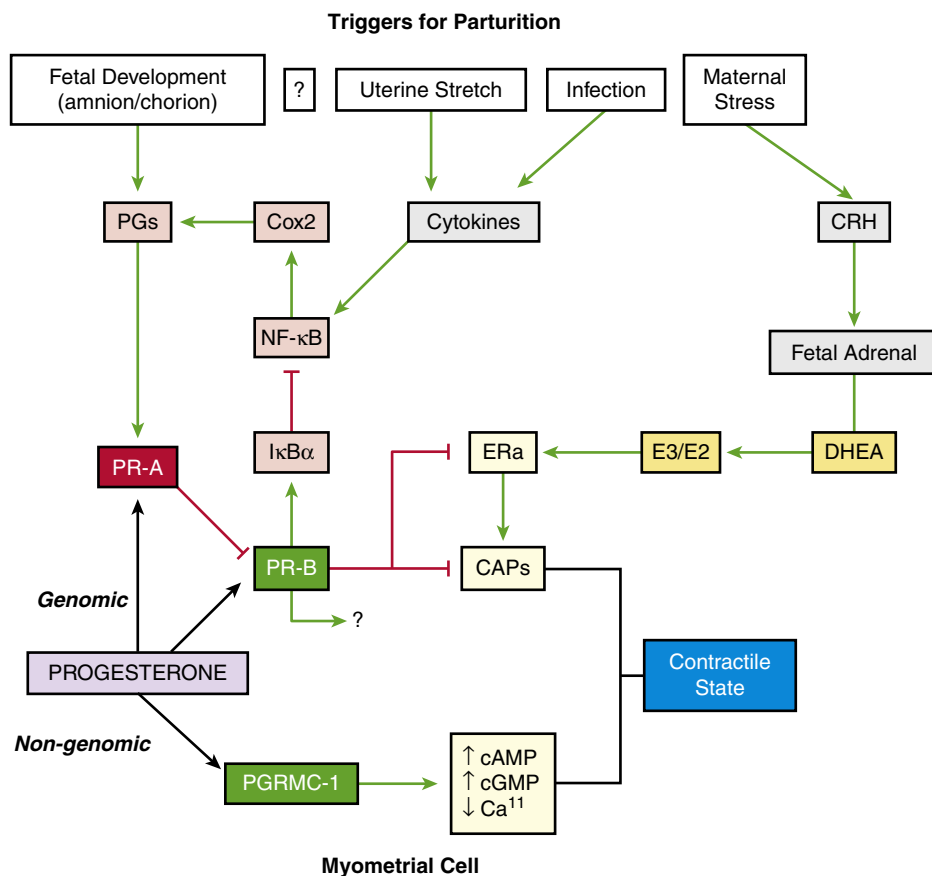 Triggers for Parturition
Fetal Development
(amnion/chorion)
?
Uterine Stretch
Infection
Maternal
Stress
PGs
Cox2
Cytokines
CRH
NF-κB
Fetal Adrenal
PR-A
IκBα
ERa
E3/E2
DHEA
PR-B
CAPs
Genomic
?
PROGESTERONE
Contractile
State
Non-genomic
PGRMC-1
↑ cAMP
↑ cGMP
↓ Ca¹¹
Myometrial Cell